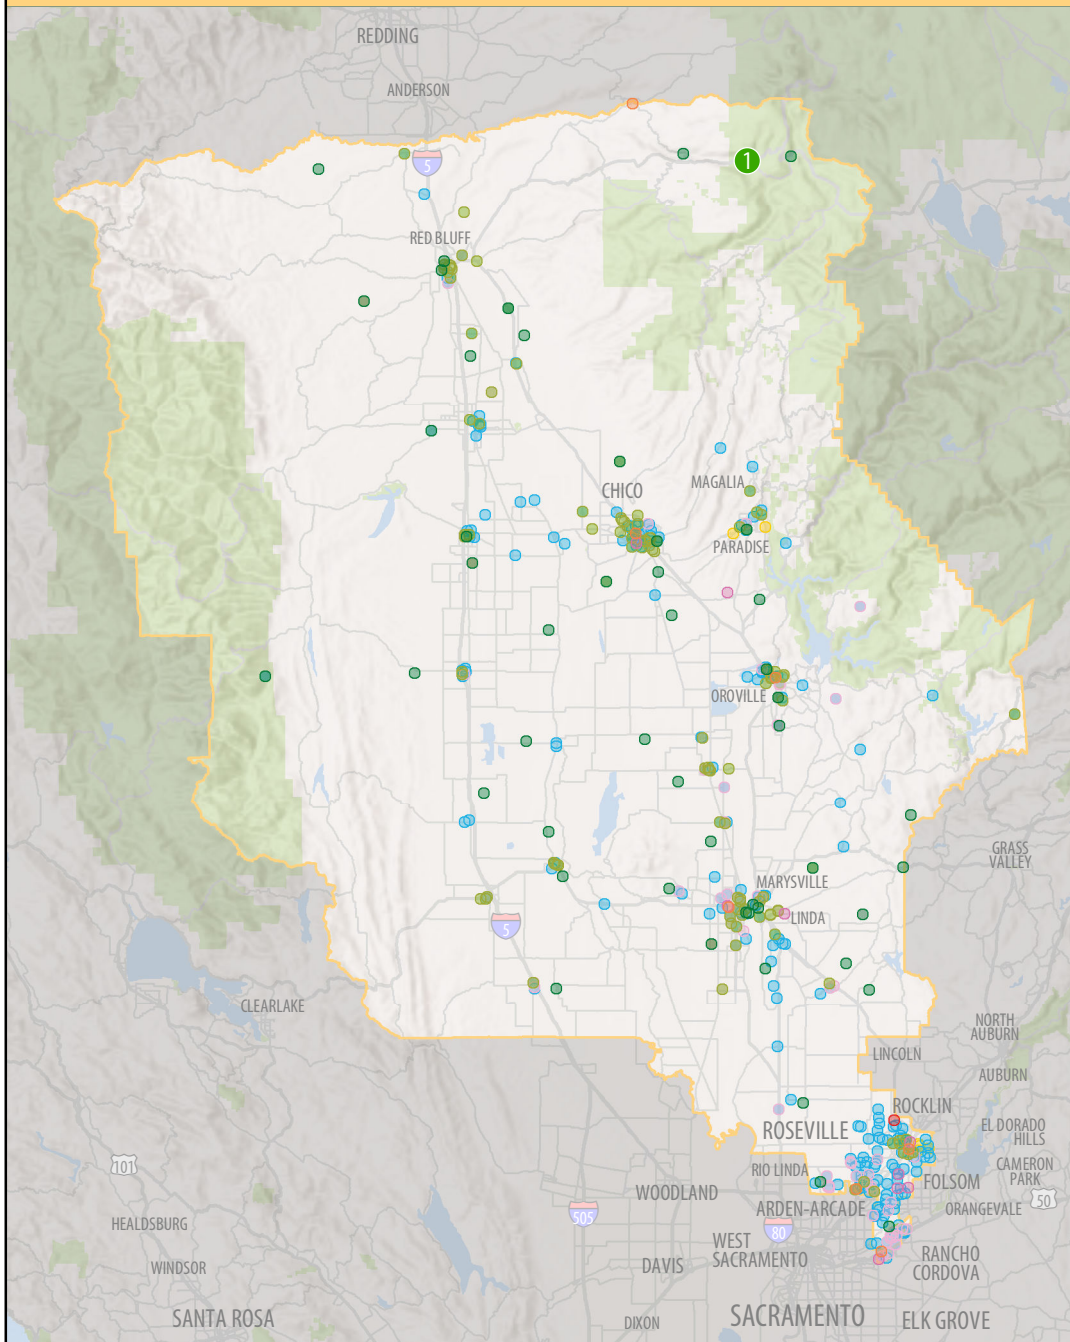 REDDING
ANDERSON
1
5
RED BLUFF
MAGALIA
CHICO
PARADISE
OROVILLE
GRASS
VALLEY
MARYSVILLE
LINDA
5
CLEARLAKE
NORTH
AUBURN
LINCOLN
AUBURN
ROCKLIN
EL DORADO
HILLS
ROSEVILLE
101
RIO LINDA
CAMERON
PARK
FOLSOM
WOODLAND
50
ARDEN-ARCADE
ORANGEVALE
505
HEALDSBURG
80
WEST
SACRAMENTO
RANCHO
CORDOVA
DAVIS
WINDSOR
SANTA ROSA
DIXON
SACRAMENTO
ELK GROVE